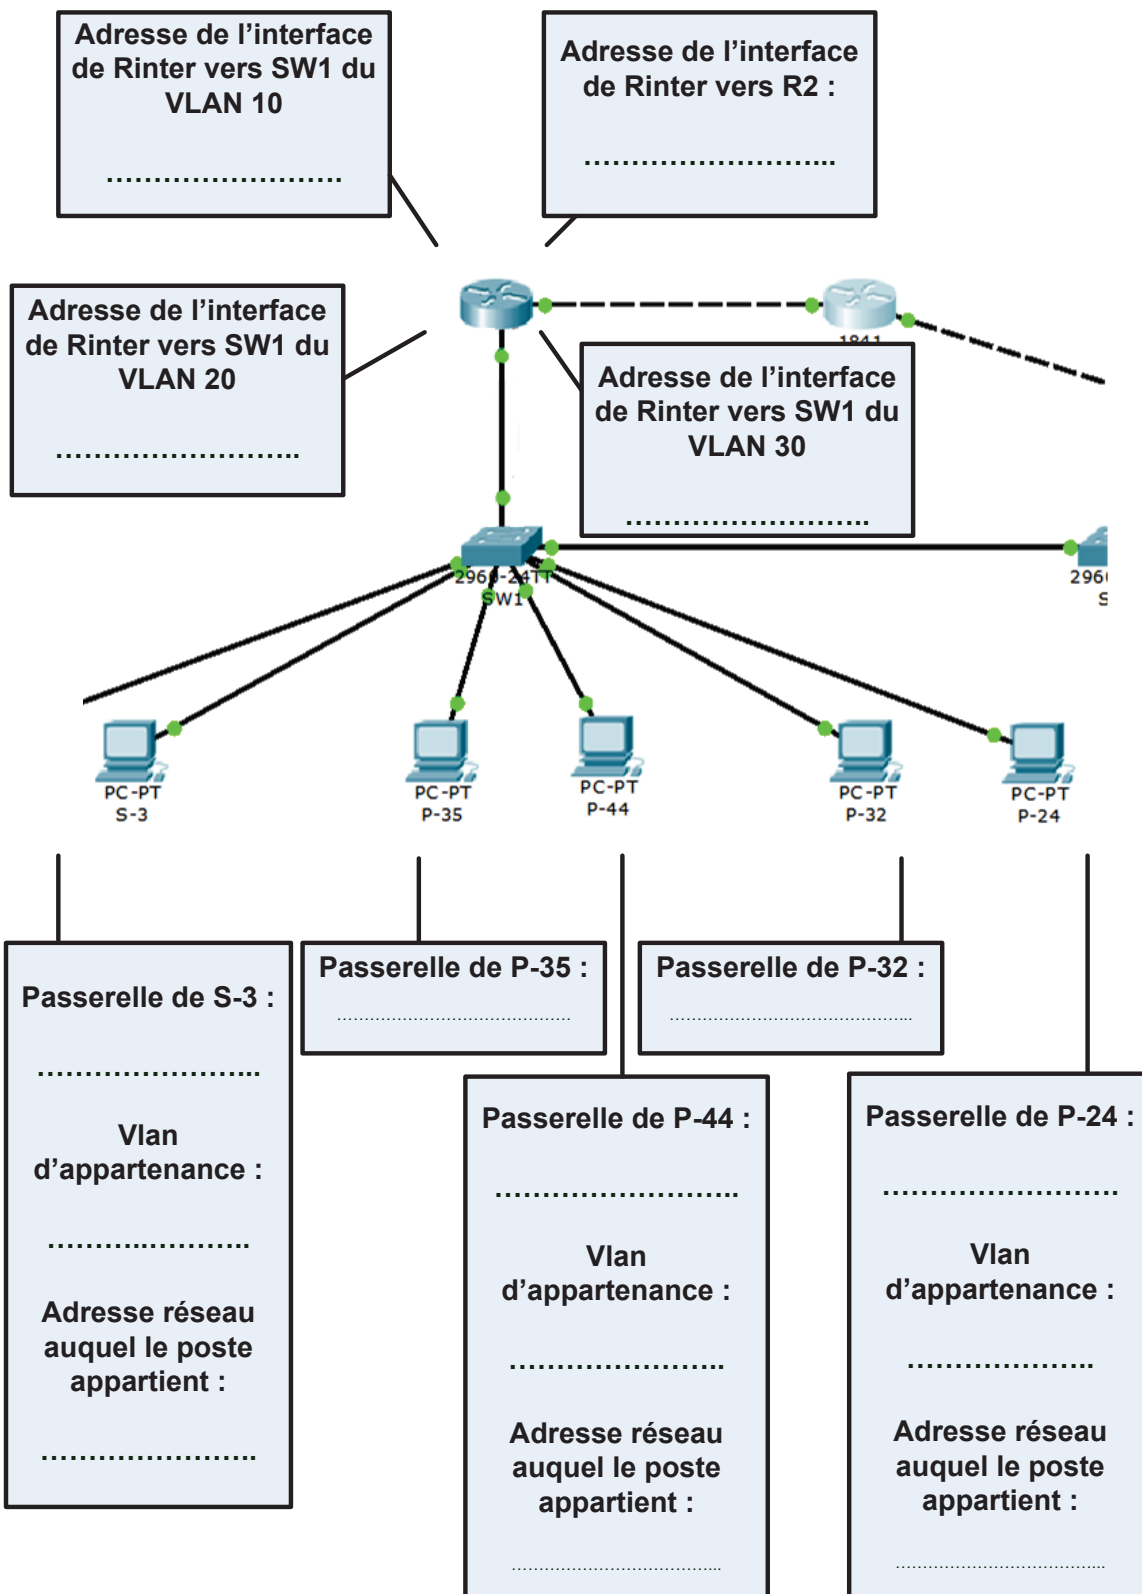 Adresse de l’interface
de Rinter vers SW1 du
VLAN 10
……………………….
Adresse de l’interface
de Rinter vers R2 :
……………………...
Adresse de l’interface
de Rinter vers SW1 du
VLAN 20
……………………..
Adresse de l’interface
de Rinter vers SW1 du
VLAN 30
……………………..
2960-24TT
SW1
PC-PT
S-3
PC-PT
P-35
PC-PT
P-44
PC-PT
P-32
PC-PT
P-24
Passerelle de S-3 :
…………………...
Vlan
d’appartenance :
………..………..
Adresse réseau
auquel le poste
appartient :
…………………..
Passerelle de P-35 :
……………………………………
Passerelle de P-32 :
…………………………………...
Passerelle de P-44 :
……………………..
Vlan
d’appartenance :
…………………..
Adresse réseau
auquel le poste
appartient :
………………………………...
Passerelle de P-24 :
…………………….
Vlan
d’appartenance :
………………..
Adresse réseau
auquel le poste
appartient :
………………………………...